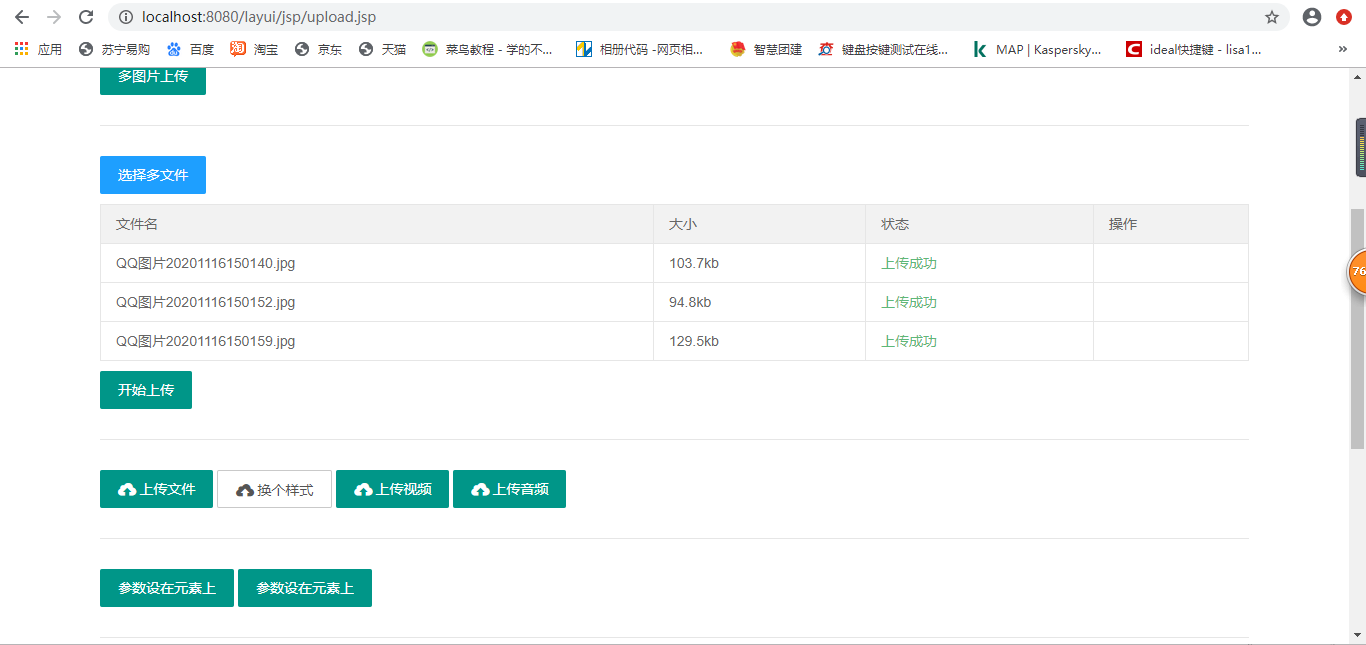 localhost:8080/layui/jsp/upload.jsp
应用 苏宁易购 百度 淘宝 京东 天猫 菜鸟教程 - 学的不... 相册代码 -网页相... 智慧团建 键盘按键测试在线... MAP | Kaspersky... ideal快捷键 - lisa1... »
多图片上传
选择多文件
文件名 大小 状态 操作
QQ图片20201116150140.jpg 103.7kb 上传成功
QQ图片20201116150152.jpg 94.8kb 上传成功
QQ图片20201116150159.jpg 129.5kb 上传成功
76
开始上传
上传文件 换个样式 上传视频 上传音频
参数设在元素上 参数设在元素上